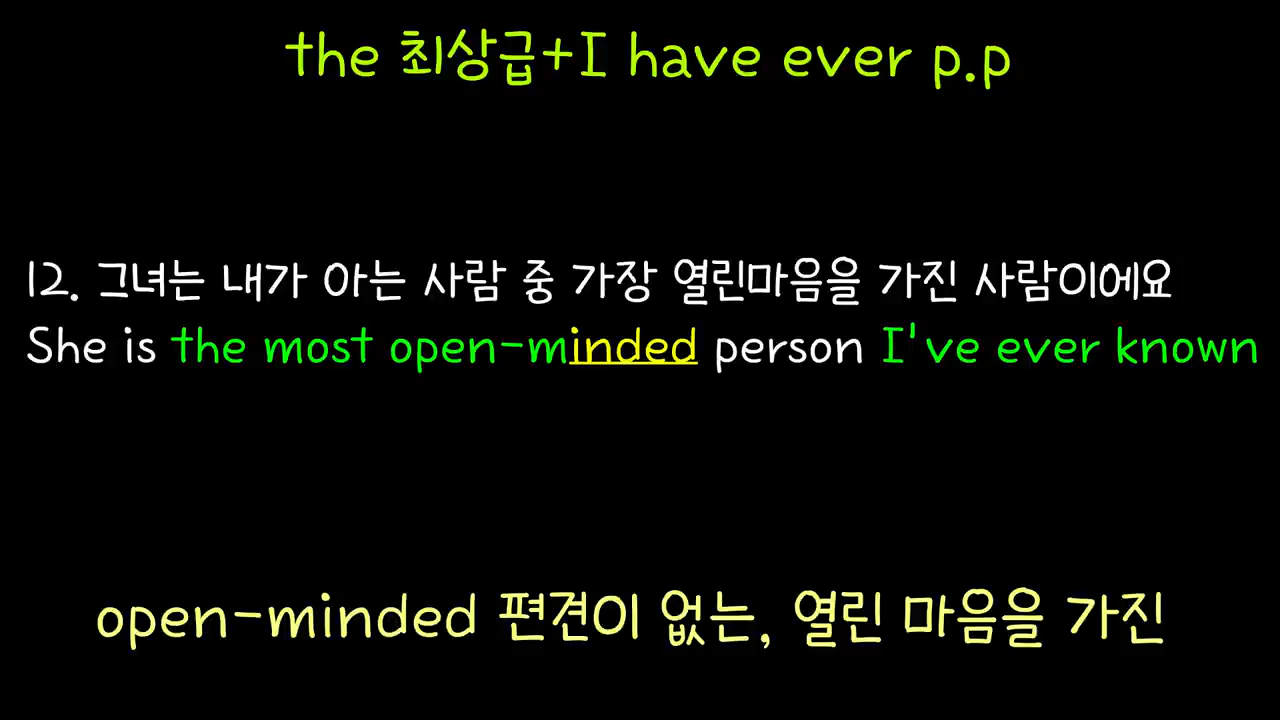 the 최상급+I have ever p.p
12. 그녀는 내가 아는 사람 중 가장 열린마음을 가진 사람이에요
She is the most open-minded person I've ever known
open-minded 편견이 없는, 열린 마음을 가진